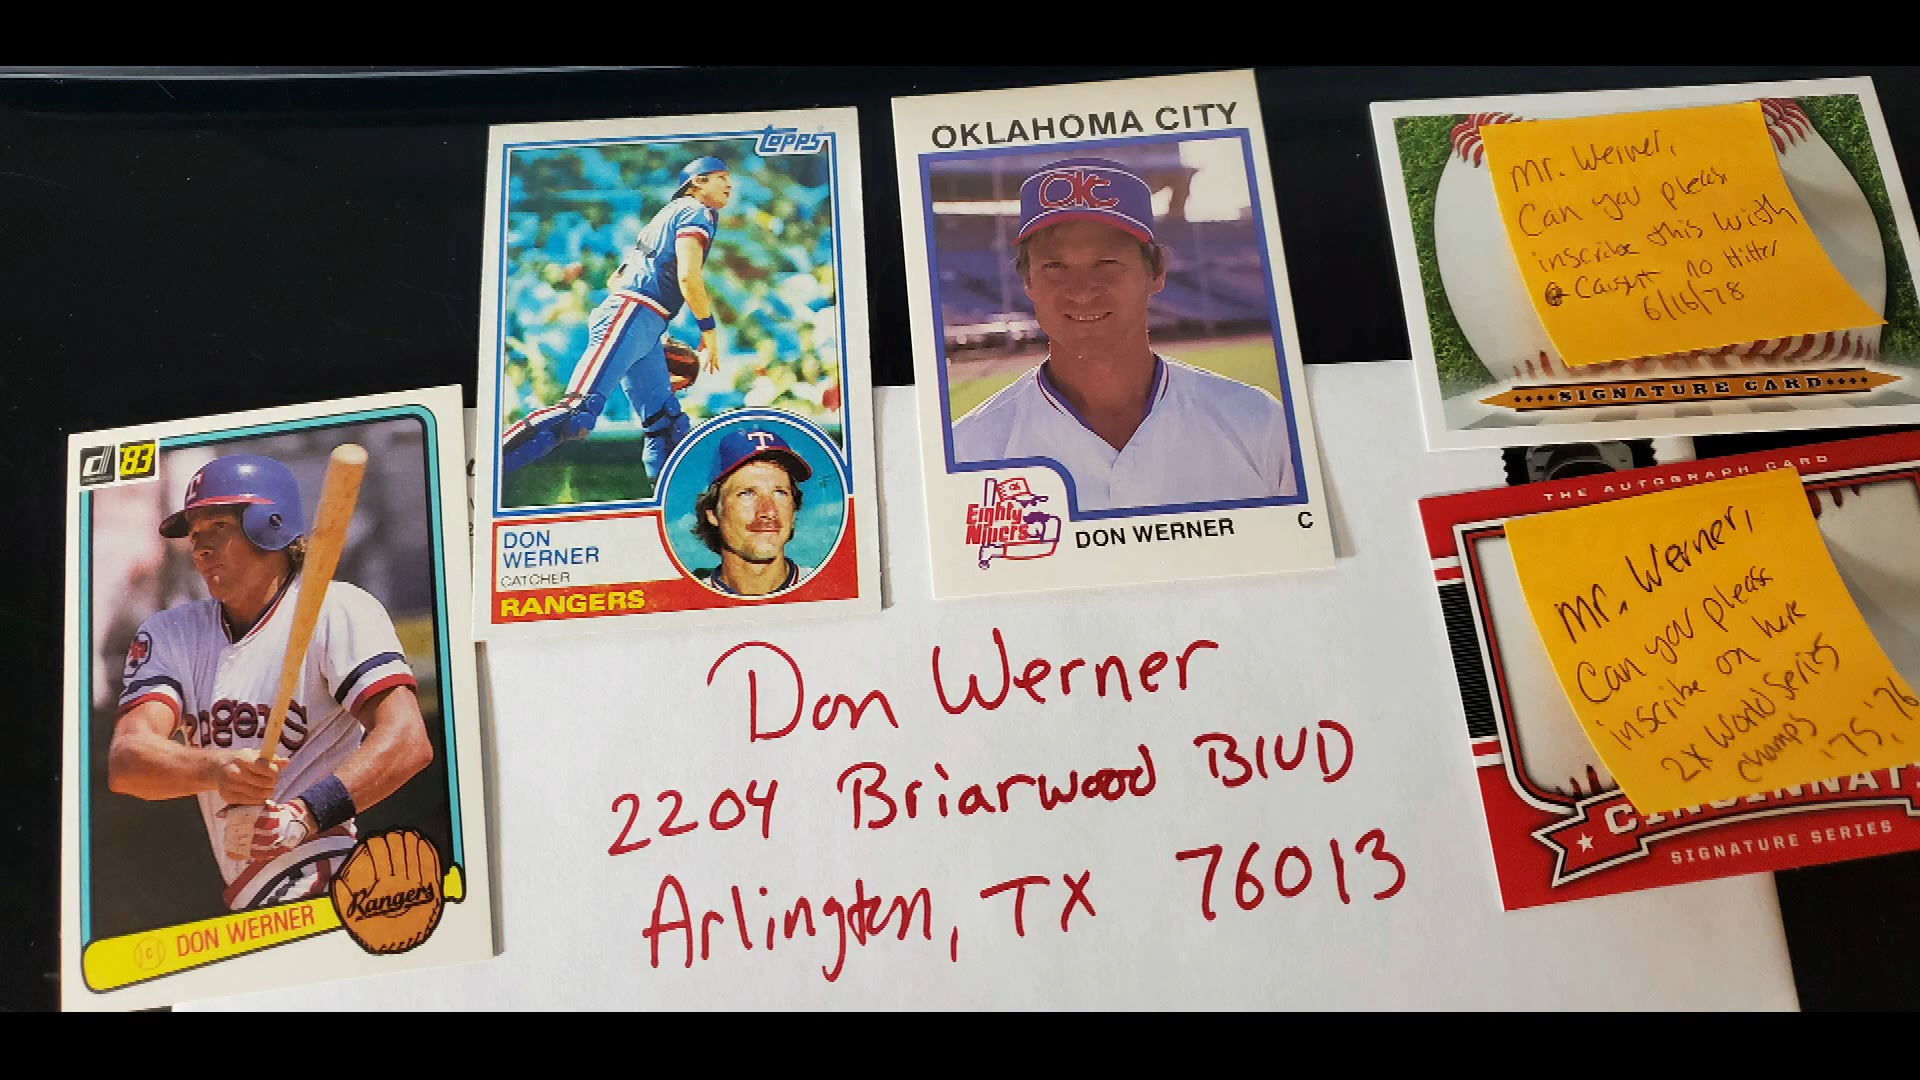 '83
Rangers
DON WERNER
Rangers
Topps
DON
WERNER
CATCHER
RANGERS
T
OKLAHOMA CITY
OKC
Eighty
Niners
DON WERNER C
Mr. Werner,
Can you please
inscribe this with
Caught no Hitter
6/16/78
SIGNATURE CARD
THE AUTOGRAPH CARD
Mr. Werner,
Can you please
inscribe on here
2x World Series
champs '75, '76
CINCINNATI
SIGNATURE SERIES
Don Werner
2204 Briarwood BLVD
Arlington, TX 76013